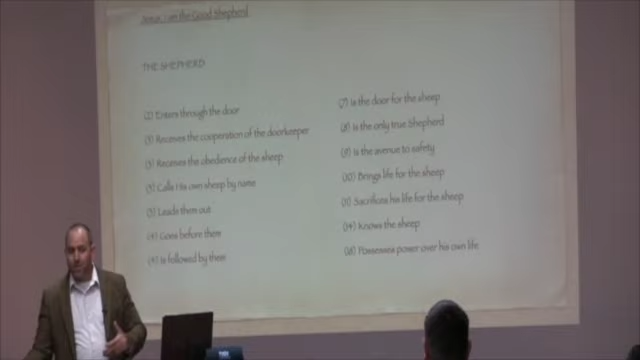 Jesus, I am the Good Shepherd
THE SHEPHERD
(2) Enters through the door
(3) Receives the cooperation of the doorkeeper
(3) Receives the obedience of the sheep
(3) Calls His own sheep by name
(3) Leads them out
(4) Goes before them
(4) Is followed by them
(7) Is the door for the sheep
(8) Is the only true Shepherd
(9) Is the avenue to safety
(10) Brings life for the sheep
(11) Sacrifices his life for the sheep
(14) Knows the sheep
(18) Possesses power over his own life